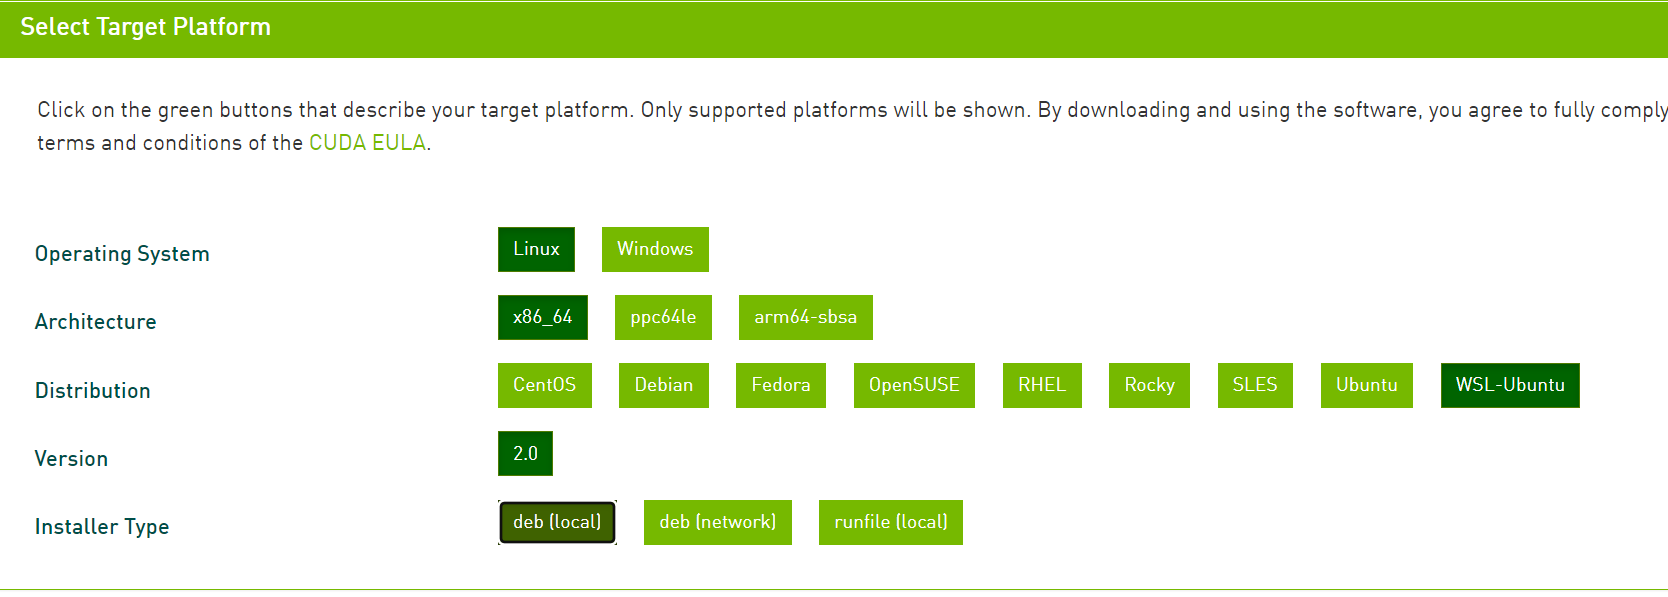 Select Target Platform
Click on the green buttons that describe your target platform. Only supported platforms will be shown. By downloading and using the software, you agree to fully comply
terms and conditions of the CUDA EULA.
Operating System Linux Windows
Architecture x86_64 ppc64le arm64-sbsa
Distribution CentOS Debian Fedora OpenSUSE RHEL Rocky SLES Ubuntu WSL-Ubuntu
Version 2.0
Installer Type deb (local) deb (network) runfile (local)